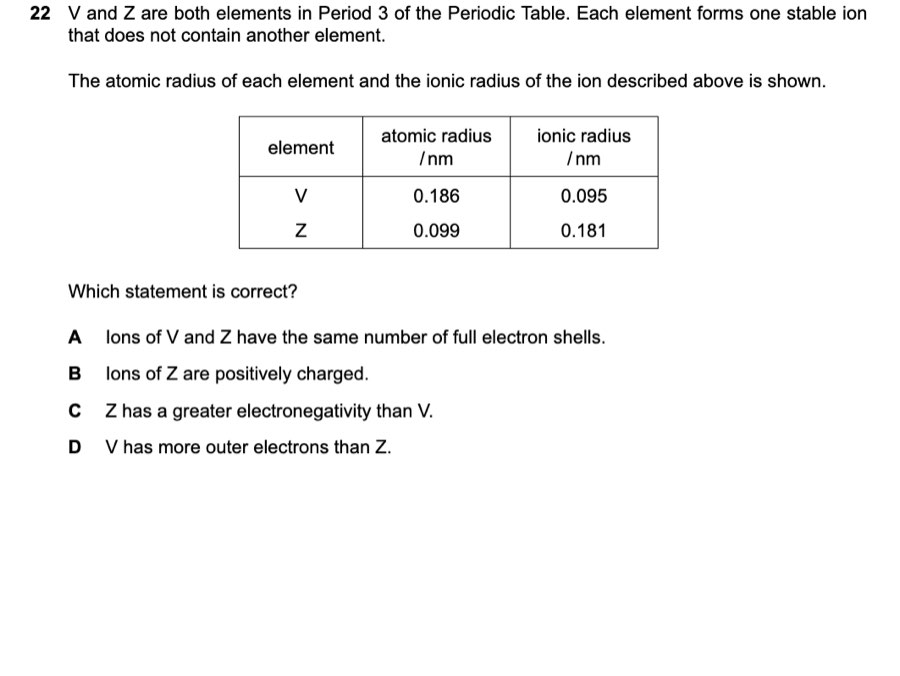 22 V and Z are both elements in Period 3 of the Periodic Table. Each element forms one stable ion
that does not contain another element.
The atomic radius of each element and the ionic radius of the ion described above is shown.
element atomic radius /nm ionic radius /nm
V 0.186 0.095
Z 0.099 0.181
Which statement is correct?
A Ions of V and Z have the same number of full electron shells.
B Ions of Z are positively charged.
C Z has a greater electronegativity than V.
D V has more outer electrons than Z.